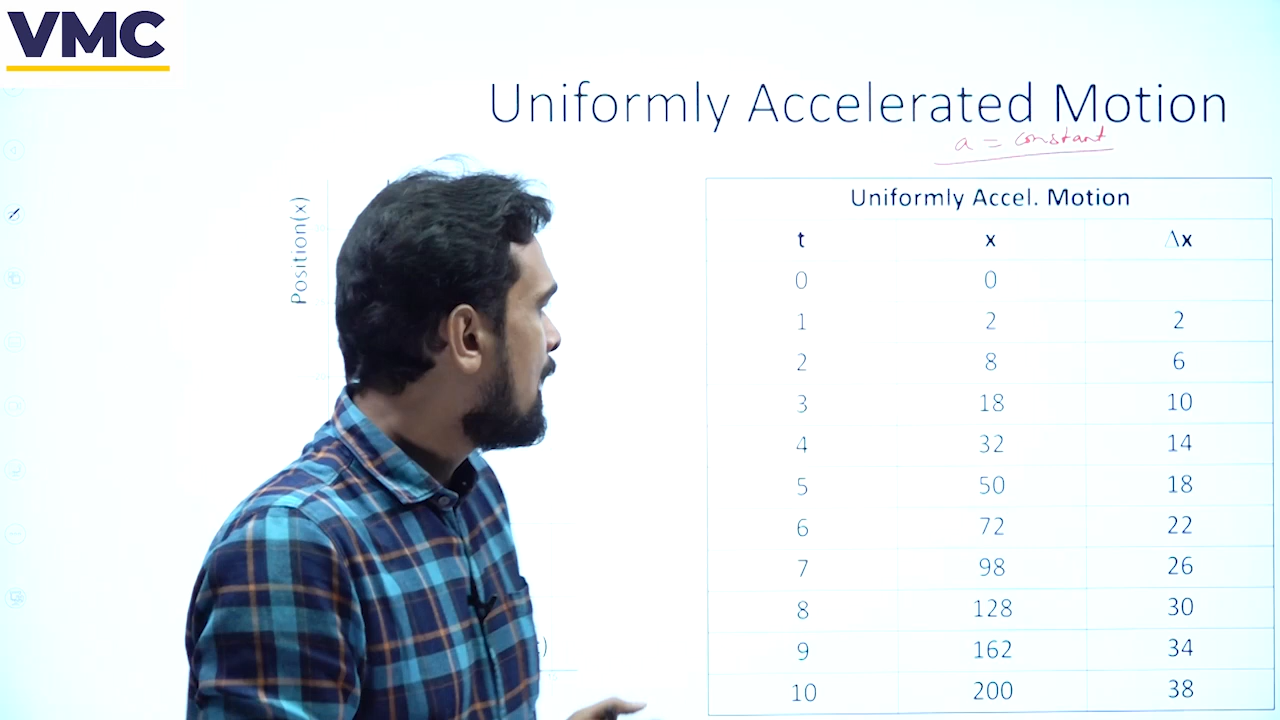 VMC
Uniformly Accelerated Motion
a = constant
Position(x)
Uniformly Accel. Motion
t x Δx
0 0
1 2 2
2 8 6
3 18 10
4 32 14
5 50 18
6 72 22
7 98 26
8 128 30
9 162 34
10 200 38